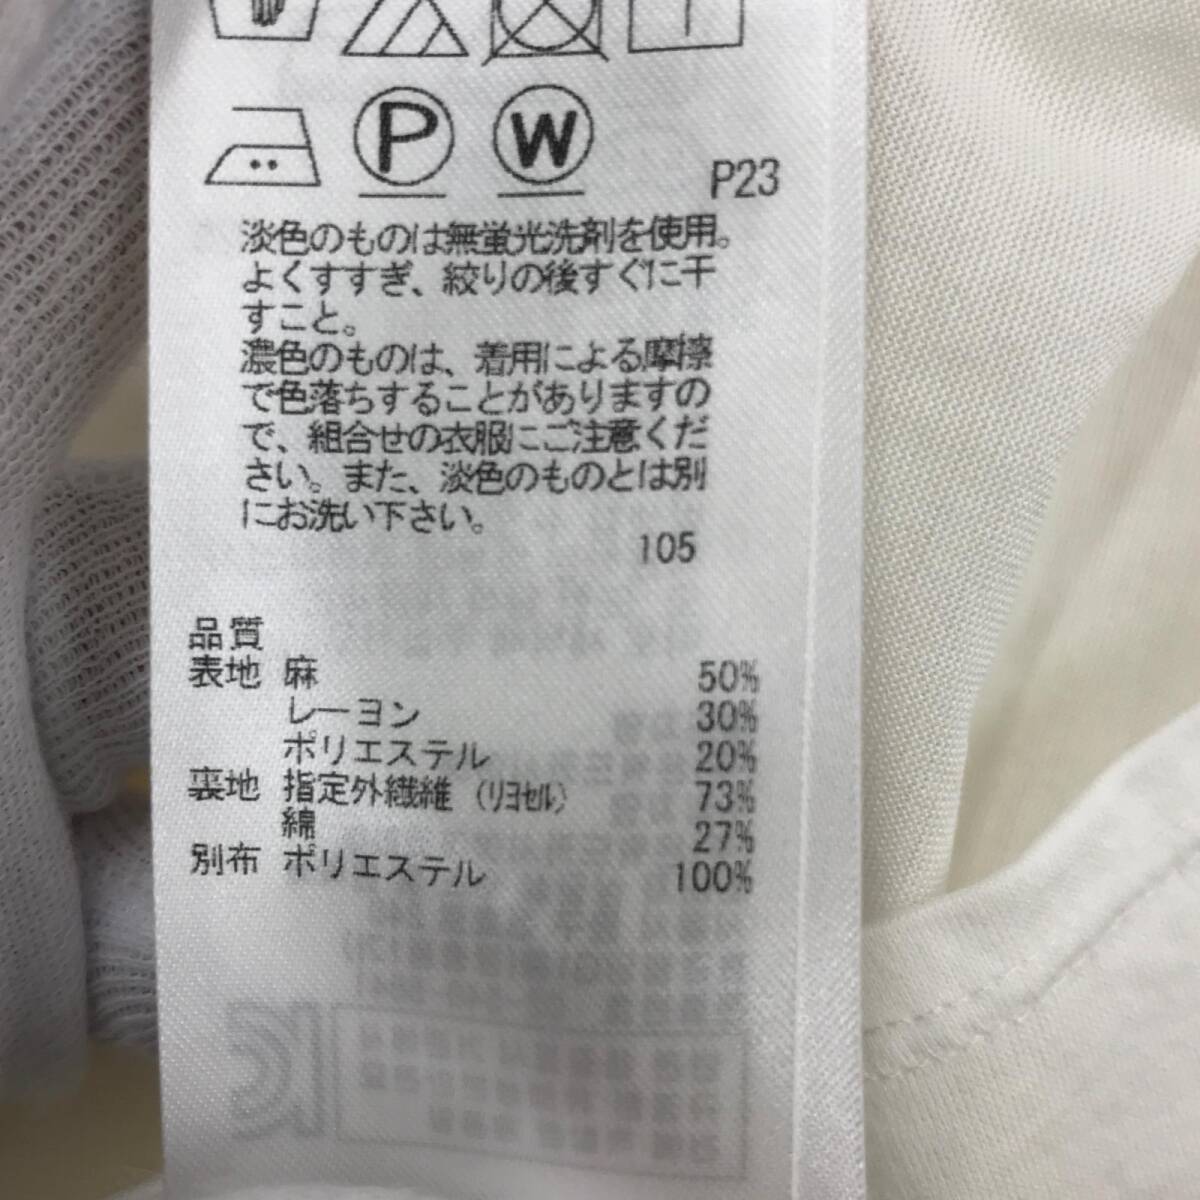 P W P23
淡色のものは無蛍光洗剤を使用。
よくすすぎ、絞りの後すぐに干
すこと。
濃色のものは、着用による摩擦
で色落ちすることがありますの
で、組合せの衣服にご注意くだ
さい。また、淡色のものとは別
にお洗い下さい。
105
品質
表地 麻 50%
レーヨン 30%
ポリエステル 20%
裏地 指定外繊維 (リヨセル) 73%
綿 27%
別布 ポリエステル 100%